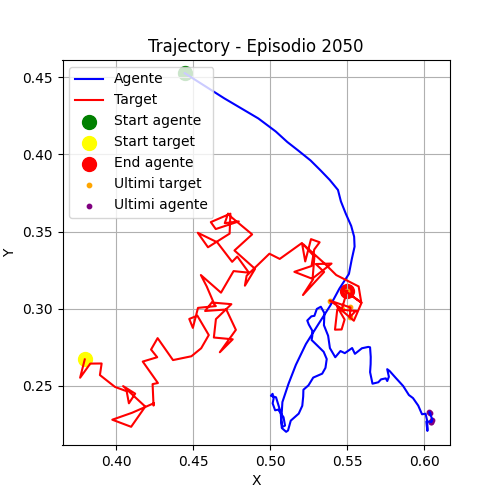 Trajectory - Episodio 2050
Agente
Target
Start agente
Start target
End agente
Ultimi target
Ultimi agente
0.45
0.40
0.35
0.30
0.25
Y
0.40
0.45
0.50
0.55
0.60
X